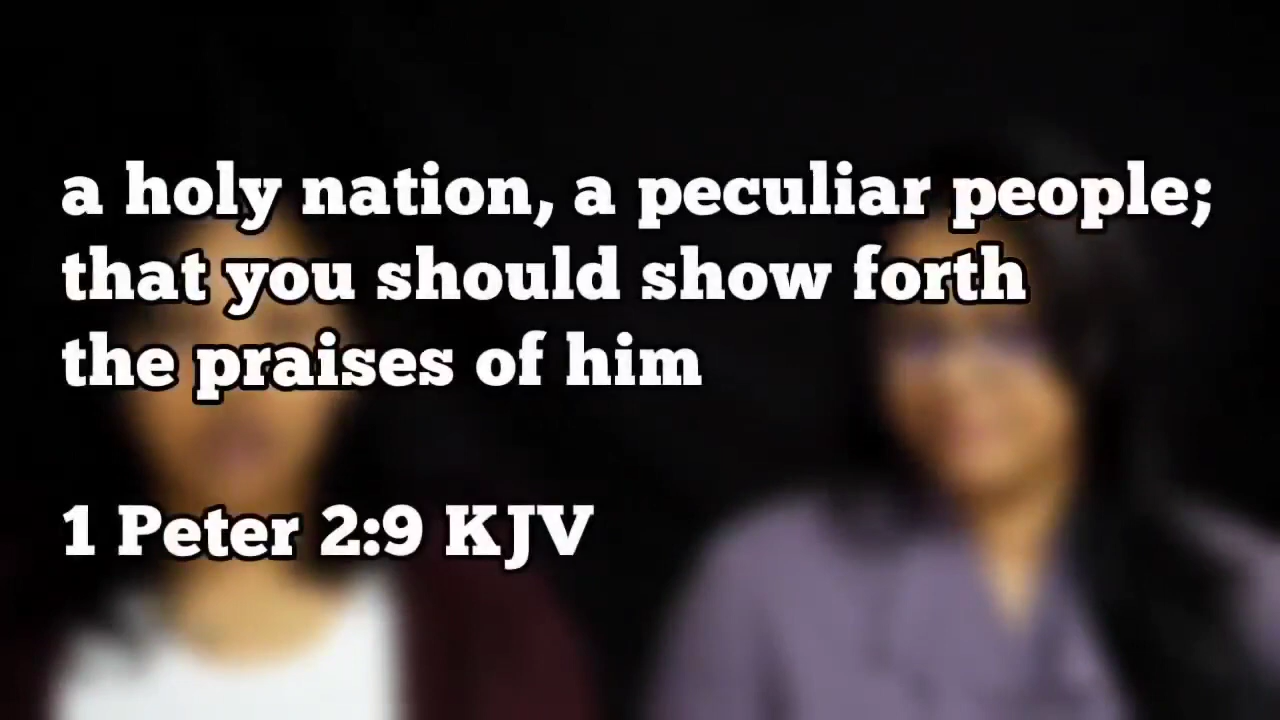 a holy nation, a peculiar people;
that you should show forth
the praises of him
1 Peter 2:9 KJV